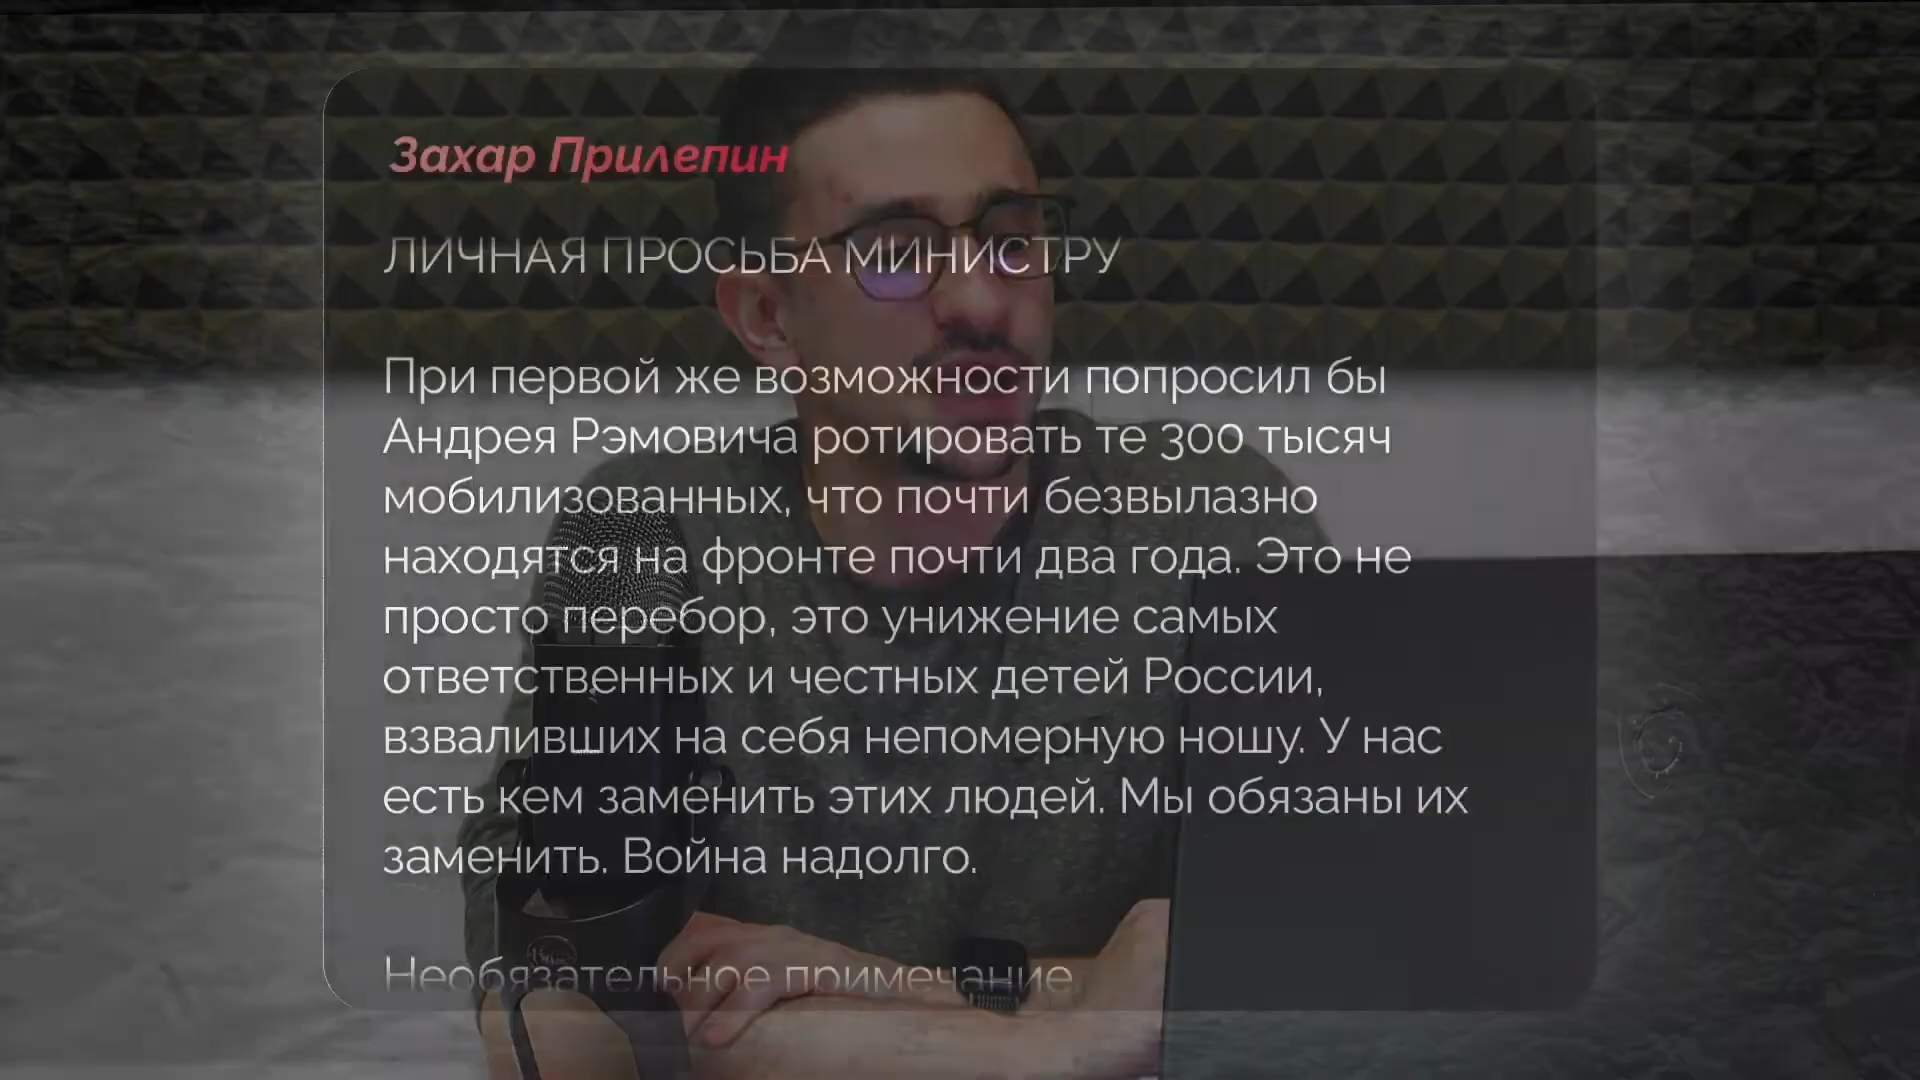 Захар Прилепин
ЛИЧНАЯ ПРОСЬБА МИНИСТРУ
При первой же возможности попросил бы
Андрея Рэмовича ротировать те 300 тысяч
мобилизованных, что почти безвылазно
находятся на фронте почти два года. Это не
просто перебор, это унижение самых
ответственных и честных детей России,
взваливших на себя непомерную ношу. У нас
есть кем заменить этих людей. Мы обязаны их
заменить. Война надолго.
Необязательное примечание